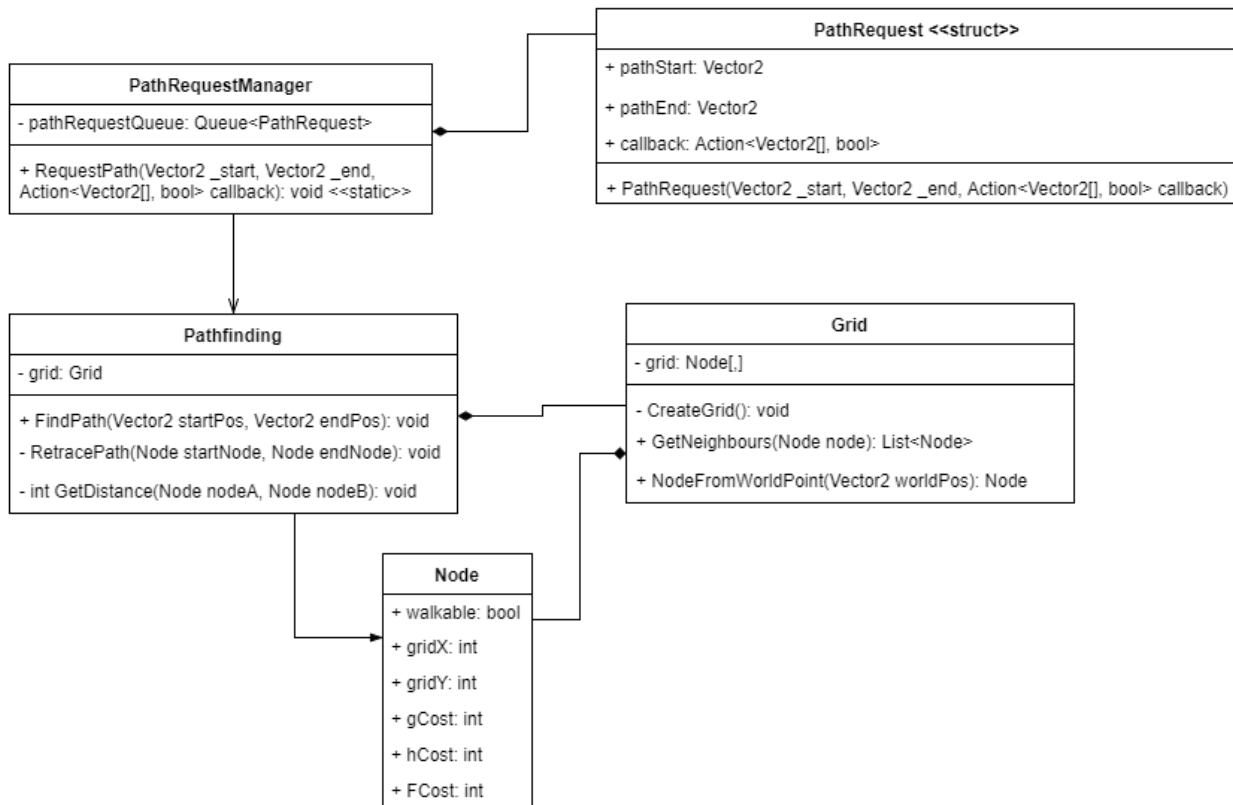 PathRequest <<struct>>
+ pathStart: Vector2
+ pathEnd: Vector2
+ callback: Action<Vector2[], bool>
+ PathRequest(Vector2 _start, Vector2 _end, Action<Vector2[], bool> callback)
PathRequestManager
- pathRequestQueue: Queue<PathRequest>
+ RequestPath(Vector2 _start, Vector2 _end,
Action<Vector2[], bool> callback): void <<static>>
Pathfinding
- grid: Grid
+ FindPath(Vector2 startPos, Vector2 endPos): void
- RetracePath(Node startNode, Node endNode): void
- int GetDistance(Node nodeA, Node nodeB): void
Grid
- grid: Node[,]
- CreateGrid(): void
+ GetNeighbours(Node node): List<Node>
+ NodeFromWorldPoint(Vector2 worldPos): Node
Node
+ walkable: bool
+ gridX: int
+ gridY: int
+ gCost: int
+ hCost: int
+ FCost: int